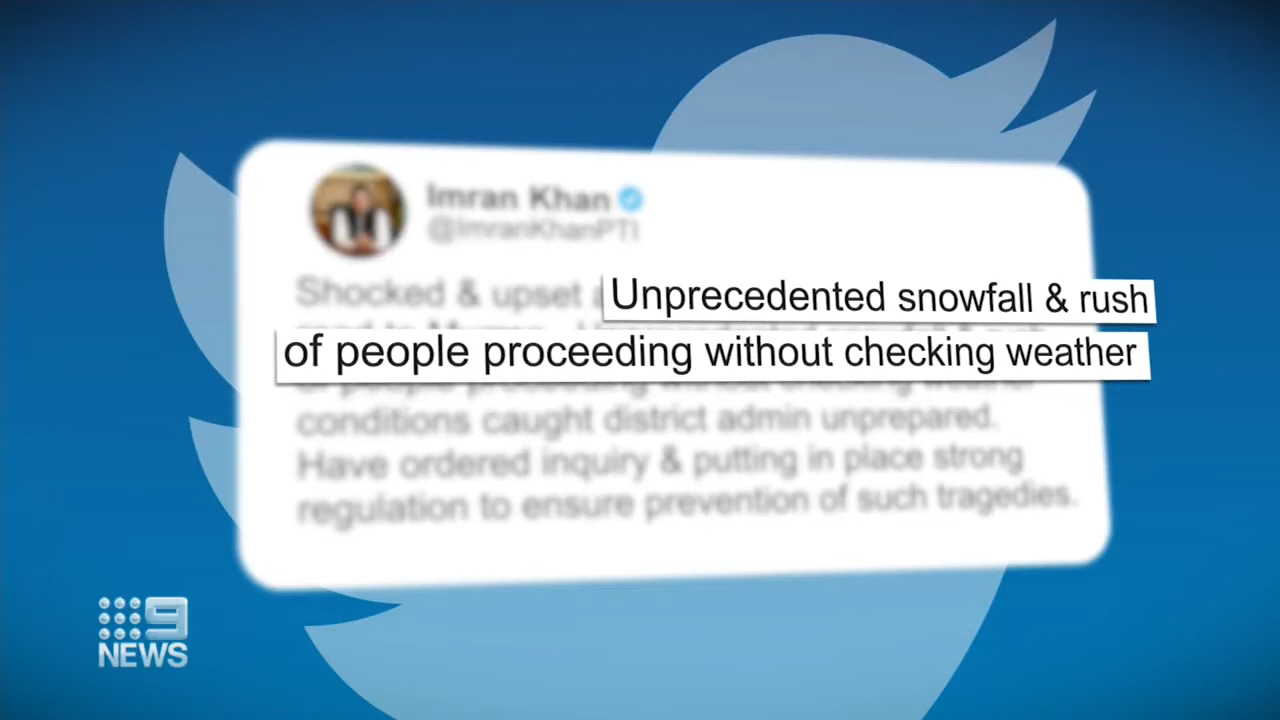 Imran Khan
@ImranKhanPTI
Shocked & upset
Unprecedented snowfall & rush
of people proceeding without checking weather
conditions caught district admin unprepared.
Have ordered inquiry & putting in place strong
regulation to ensure prevention of such tragedies.
9
NEWS